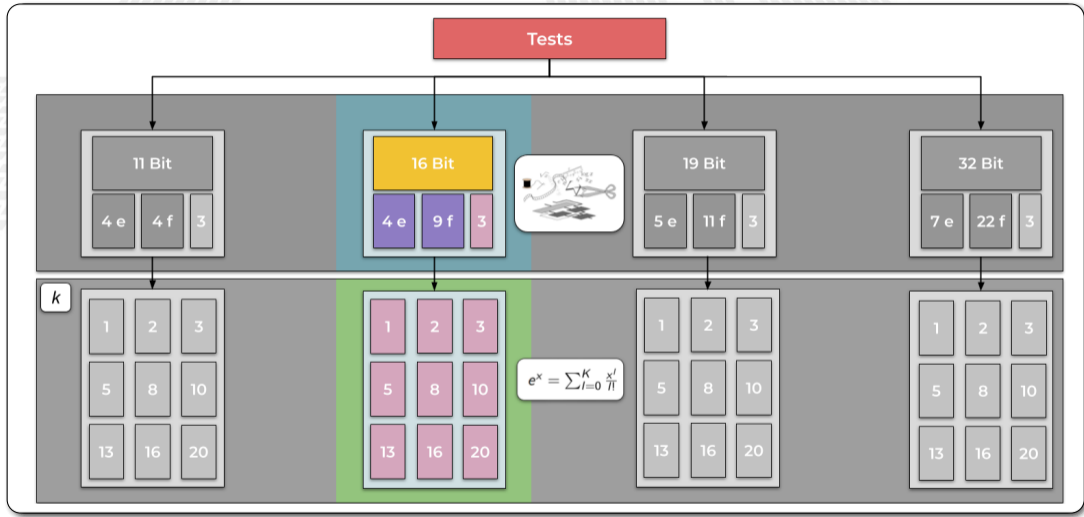 Tests
11 Bit
4 e 4 f 3
16 Bit
4 e 9 f 3
19 Bit
5 e 11 f 3
32 Bit
7 e 22 f 3
k
1 2 3
5 8 10
13 16 20
1 2 3
5 8 10
13 16 20
e^x = ∑_{l=0}^{K} x^l/l!
1 2 3
5 8 10
13 16 20
1 2 3
5 8 10
13 16 20